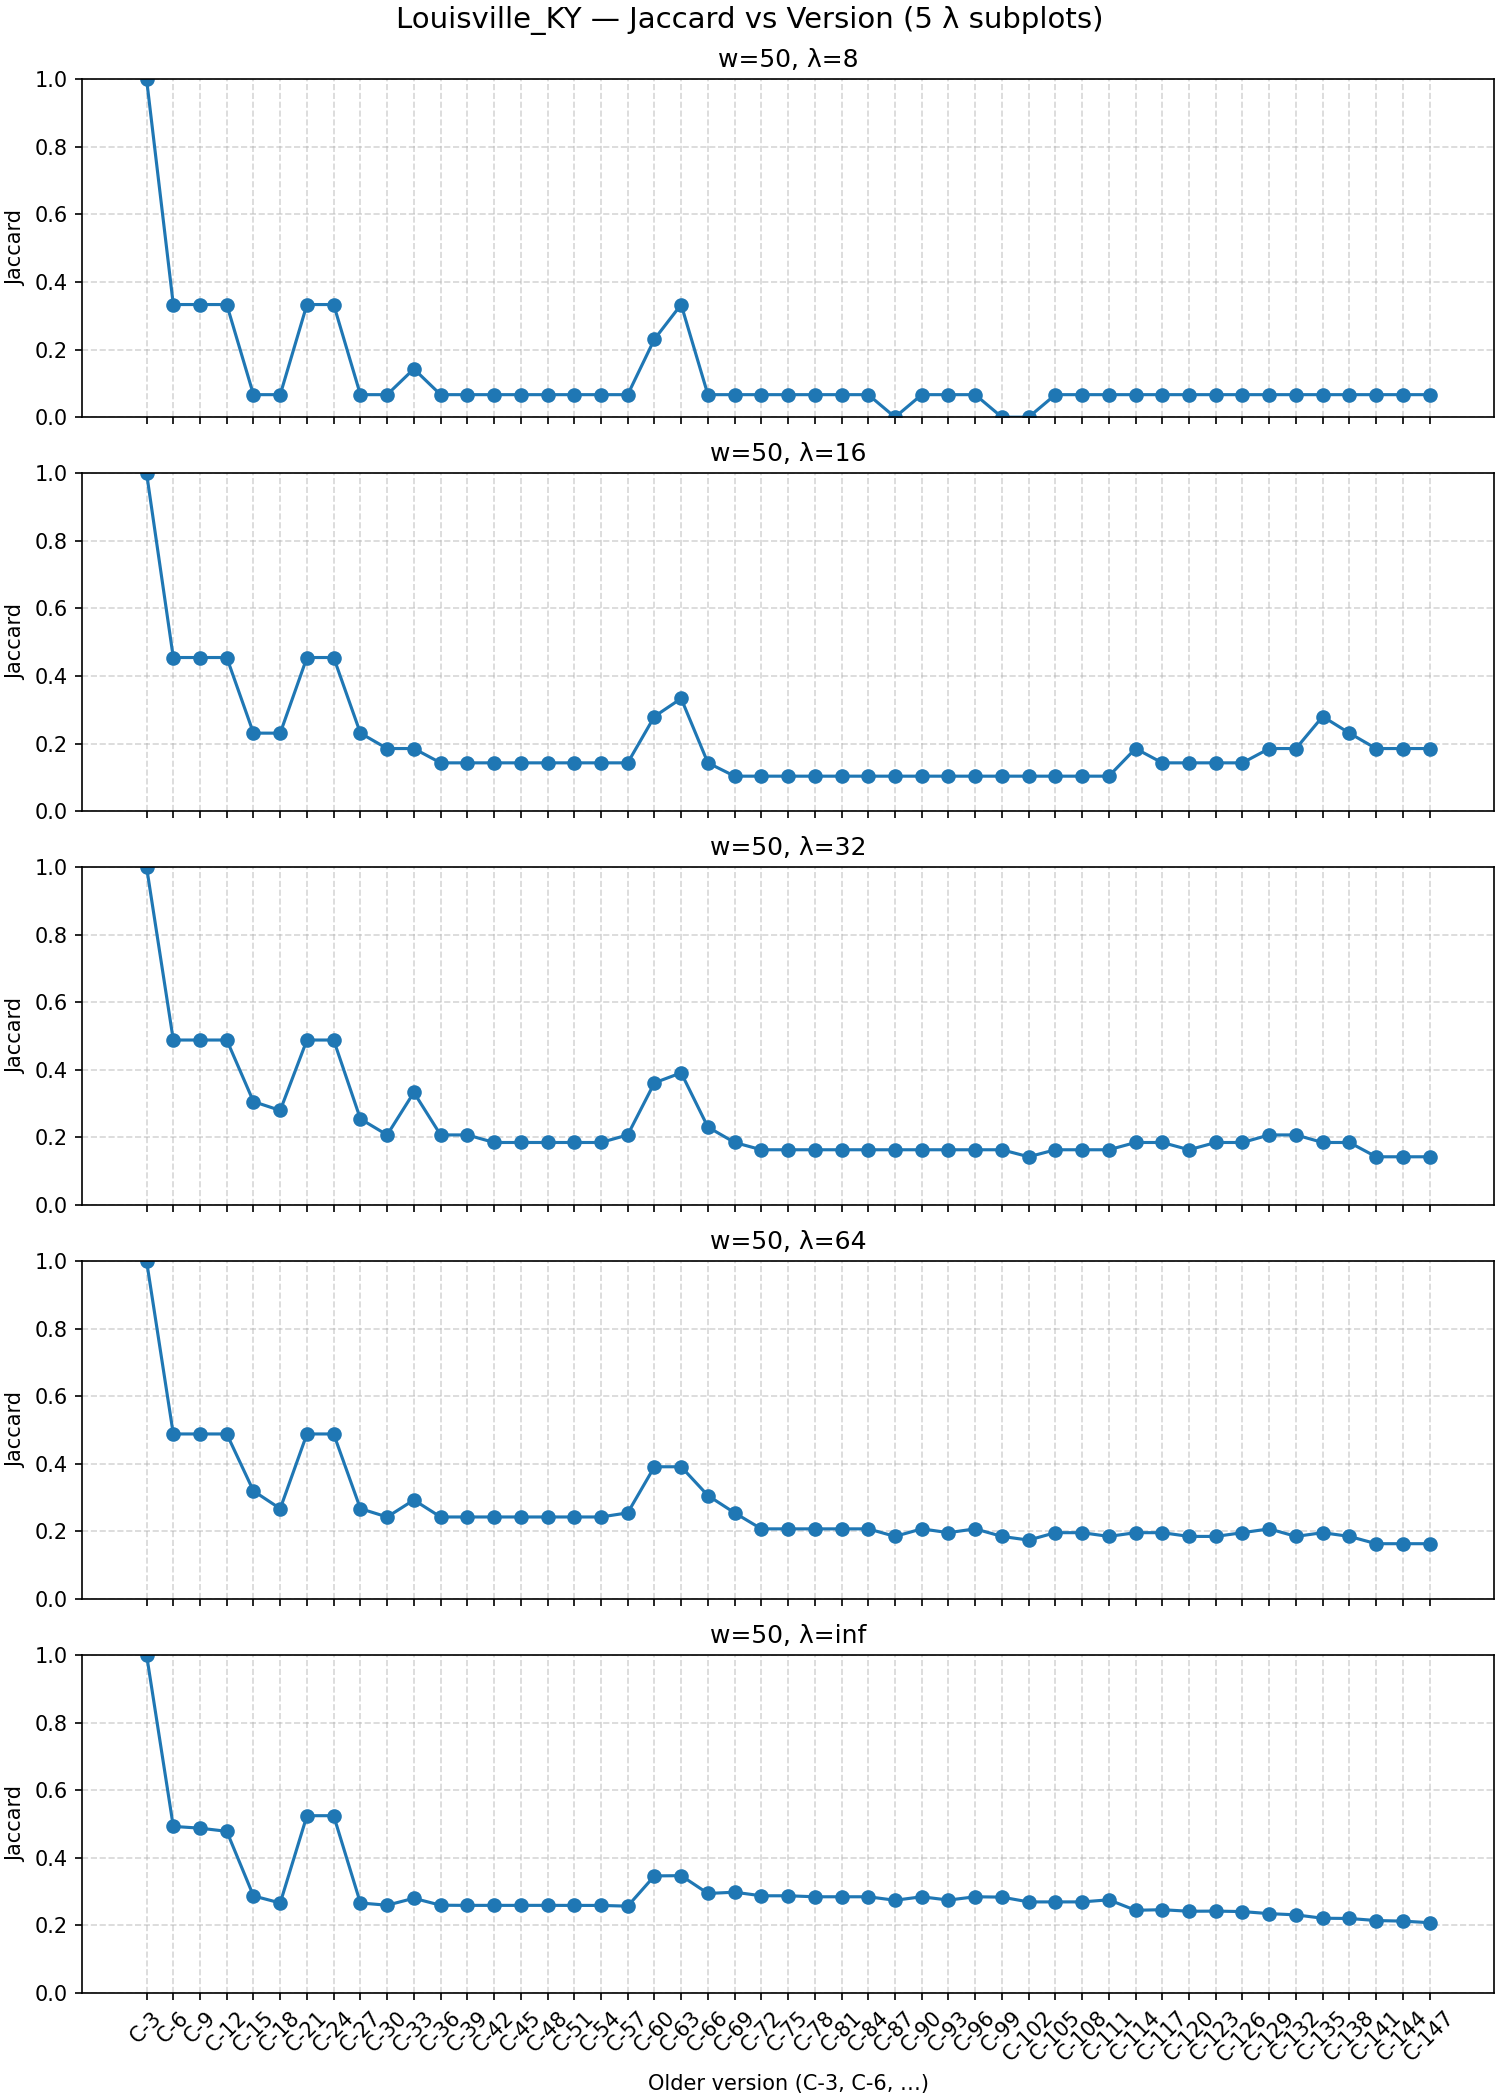 Louisville_KY — Jaccard vs Version (5 λ subplots)
w=50, λ=8
1.0
0.8
0.6
0.4
0.2
0.0
Jaccard
w=50, λ=16
1.0
0.8
0.6
0.4
0.2
0.0
Jaccard
w=50, λ=32
1.0
0.8
0.6
0.4
0.2
0.0
Jaccard
w=50, λ=64
1.0
0.8
0.6
0.4
0.2
0.0
Jaccard
w=50, λ=inf
1.0
0.8
0.6
0.4
0.2
0.0
Jaccard
C-3 C-6 C-9 C-12 C-15 C-18 C-21 C-24 C-27 C-30 C-33 C-36 C-39 C-42 C-45 C-48 C-51 C-54 C-57 C-60 C-63 C-66 C-69 C-72 C-75 C-78 C-81 C-84 C-87 C-90 C-93 C-96 C-99 C-102 C-105 C-108 C-111 C-114 C-117 C-120 C-123 C-126 C-129 C-132 C-135 C-138 C-141 C-144 C-147
Older version (C-3, C-6, ...)